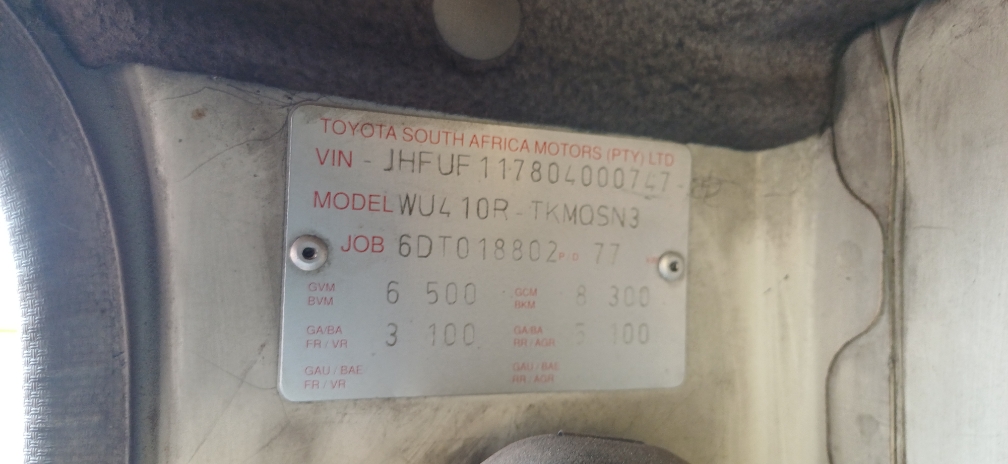 TOYOTA SOUTH AFRICA MOTORS (PTY) LTD
VIN - JHFUF117804000747
MODEL WU410R-TKMQSN3
JOB 6DT018802 P/D 77
GVM BVM 6 500 GCM BKM 8 300
GA/BA FR/VR 3 100 GA/BA RR/AGR 5 100
GAU/BAE FR/VR GAU/BAE RR/AGR